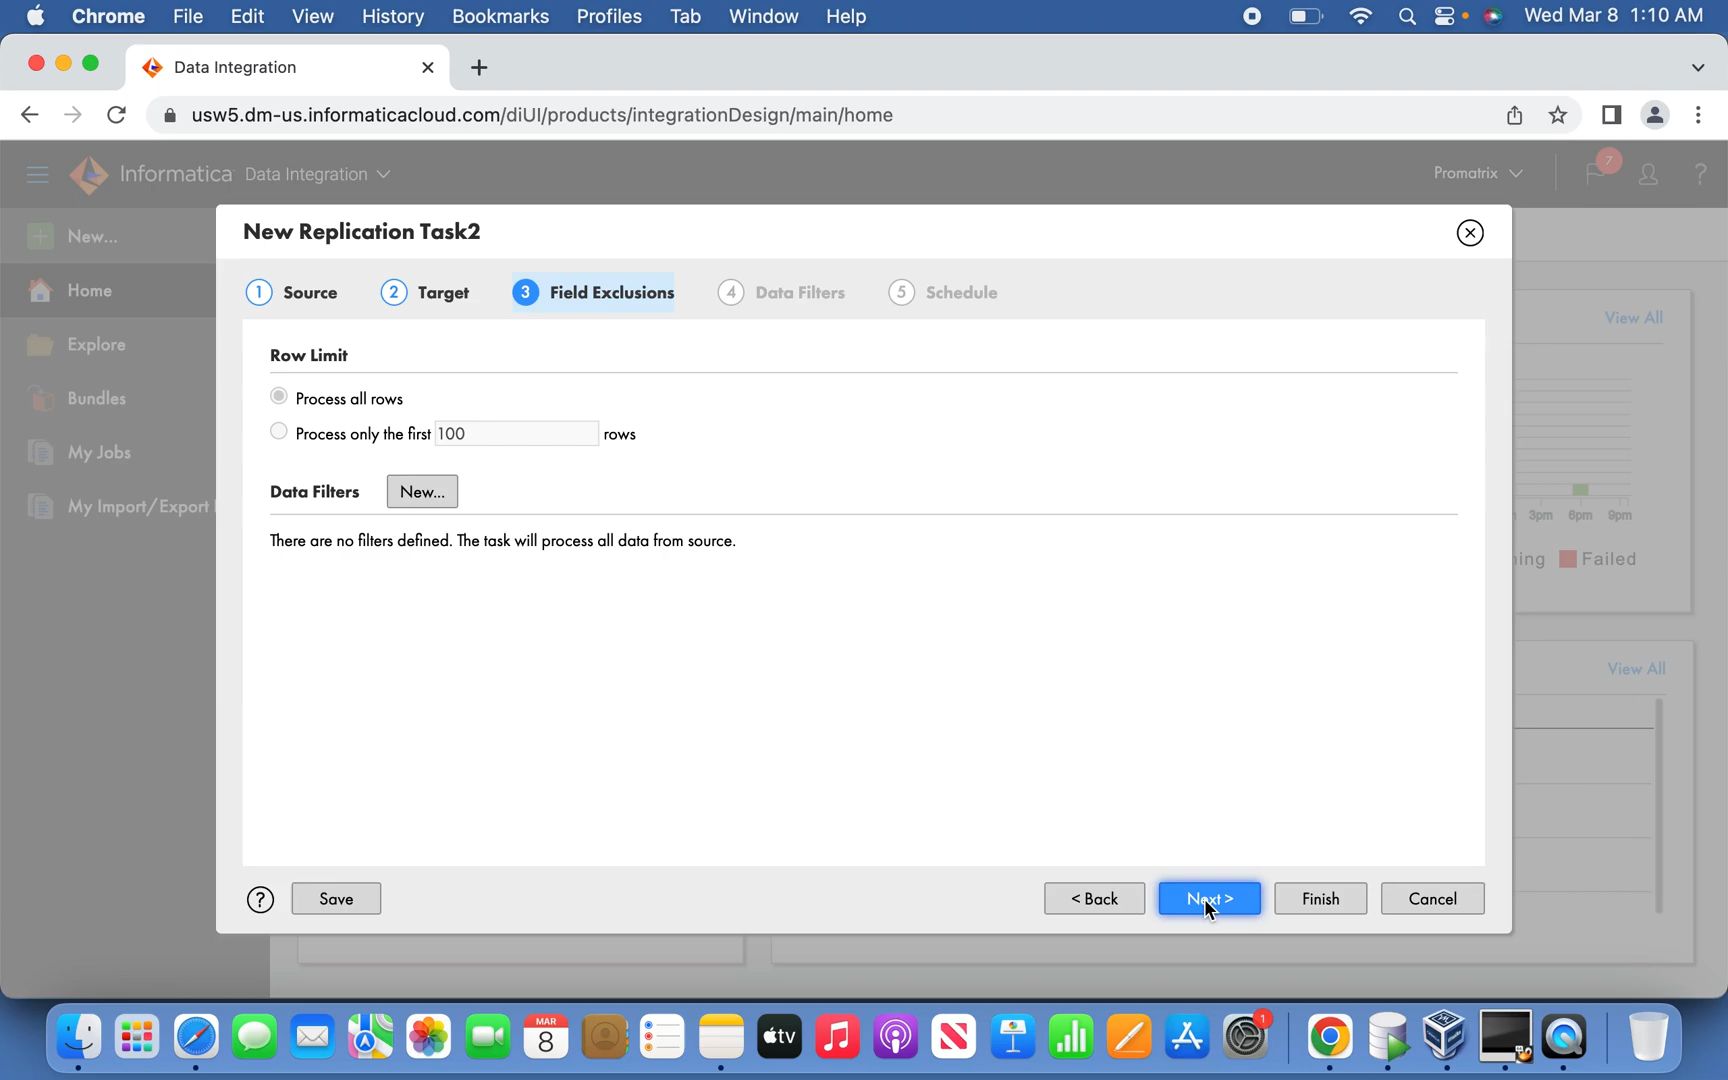 Chrome File Edit View History Bookmarks Profiles Tab Window Help Wed Mar 8 1:10 AM
Data Integration
usw5.dm-us.informaticacloud.com/diUI/products/integrationDesign/main/home
Informatica Data Integration Promatrix 7 ?
New Replication Task2
New...
Home
Explore
Bundles
My Jobs
My Import/Export
1 Source 2 Target 3 Field Exclusions 4 Data Filters 5 Schedule
Row Limit
Process all rows
Process only the first 100 rows
Data Filters New...
There are no filters defined. The task will process all data from source.
View All
3pm 6pm 9pm
ning Failed
View All
? Save < Back Next > Finish Cancel
MAR
8
tv
1